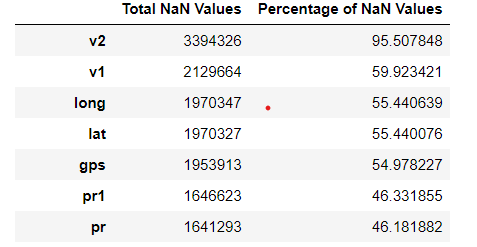 Total NaN Values Percentage of NaN Values
v2 3394326 95.507848
v1 2129664 59.923421
long 1970347 55.440639
lat 1970327 55.440076
gps 1953913 54.978227
pr1 1646623 46.331855
pr 1641293 46.181882